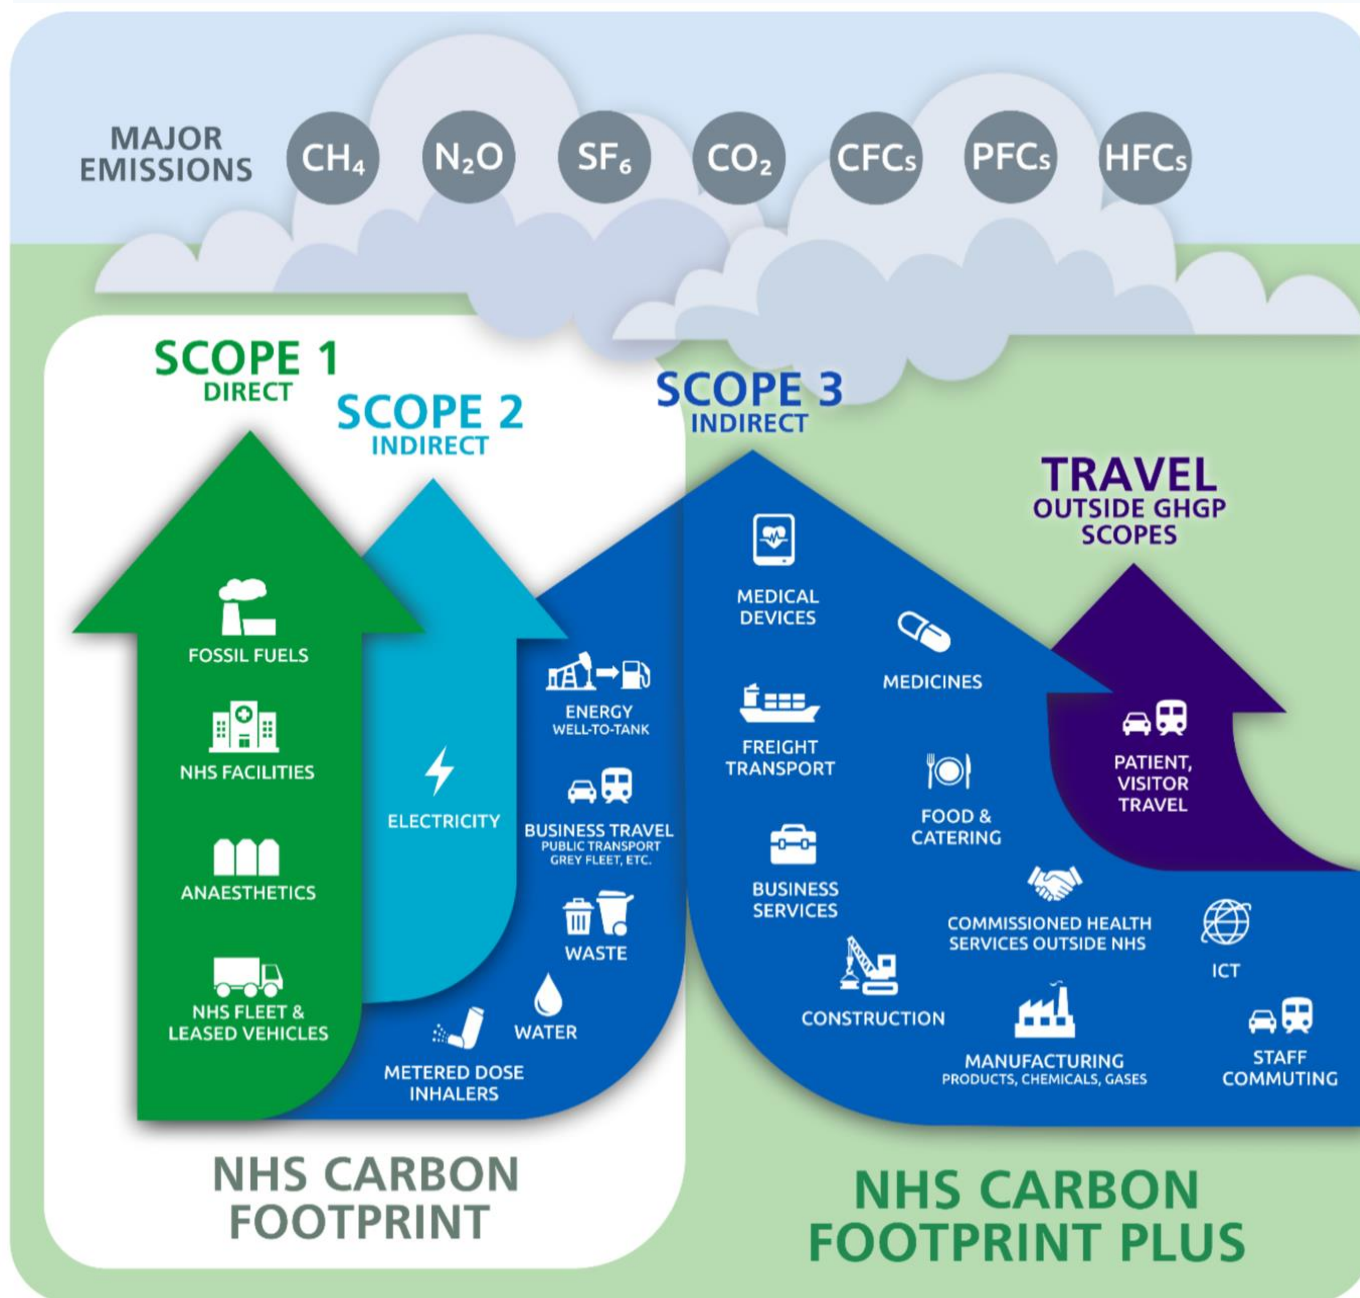 MAJOR
EMISSIONS
CH₄
N₂O
SF₆
CO₂
CFCs
PFCs
HFCs
SCOPE 1
DIRECT
FOSSIL FUELS
NHS FACILITIES
ANAESTHETICS
NHS FLEET &
LEASED VEHICLES
SCOPE 2
INDIRECT
ELECTRICITY
SCOPE 3
INDIRECT
ENERGY
WELL-TO-TANK
BUSINESS TRAVEL
PUBLIC TRANSPORT
GREY FLEET, ETC.
WASTE
WATER
METERED DOSE
INHALERS
MEDICAL
DEVICES
MEDICINES
FREIGHT
TRANSPORT
FOOD &
CATERING
BUSINESS
SERVICES
COMMISSIONED HEALTH
SERVICES OUTSIDE NHS
ICT
CONSTRUCTION
MANUFACTURING
PRODUCTS, CHEMICALS, GASES
STAFF
COMMUTING
TRAVEL
OUTSIDE GHGP
SCOPES
PATIENT,
VISITOR
TRAVEL
NHS CARBON
FOOTPRINT
NHS CARBON
FOOTPRINT PLUS